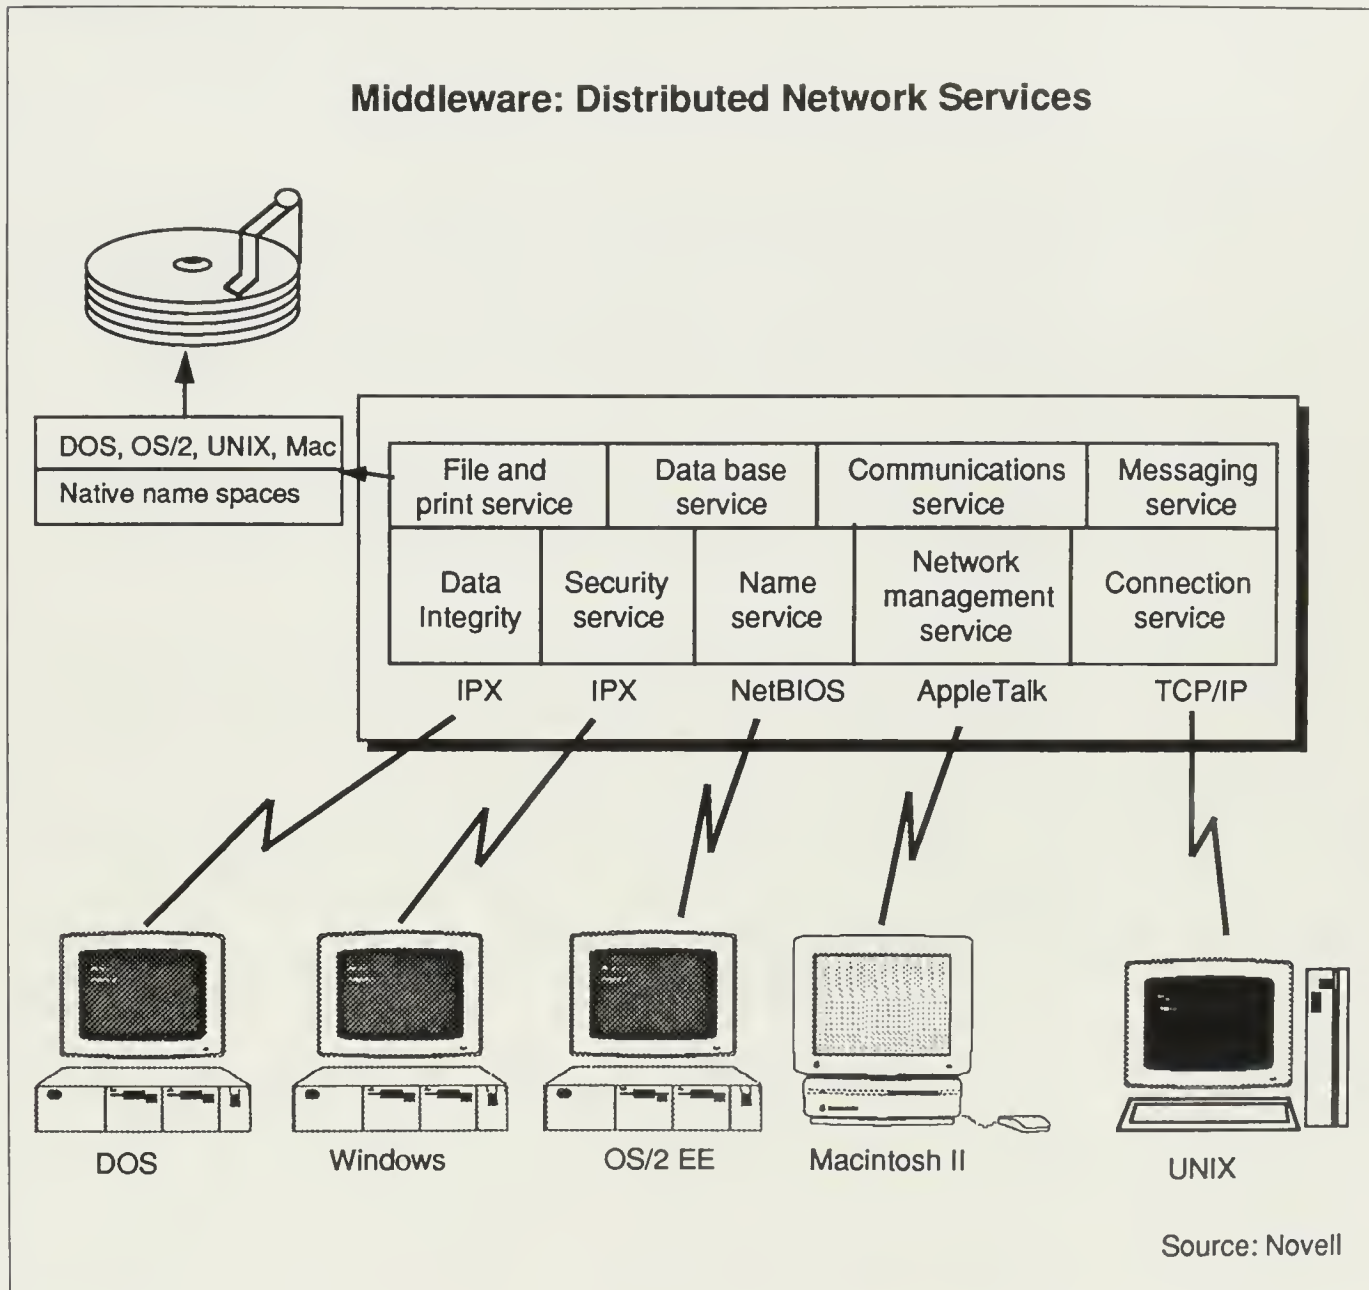 Middleware: Distributed Network Services
DOS, OS/2, UNIX, Mac
Native name spaces
File and
print service
Data base
service
Communications
service
Messaging
service
Data
Integrity
Security
service
Name
service
Network
management
service
Connection
service
IPX
IPX
NetBIOS
AppleTalk
TCP/IP
DOS
Windows
OS/2 EE
Macintosh II
UNIX
Source: Novell